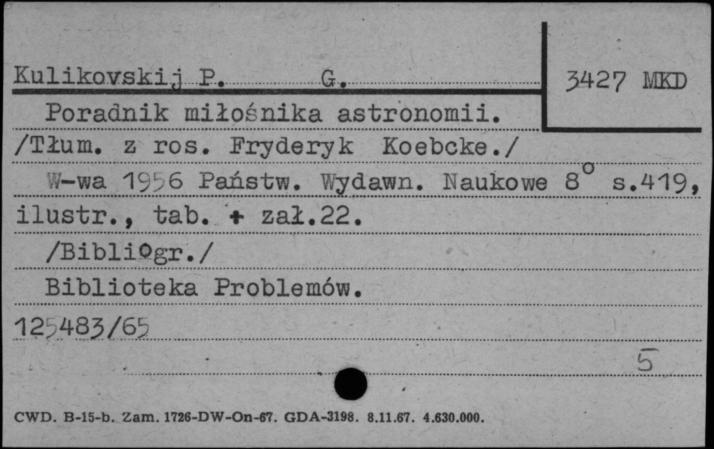 Kulikovskij P. G.
3427 MKD
Poradnik miłośnika astronomii.
/Tłum. z ros. Fryderyk Koebcke./
W-wa 1956 Państw. Wydawn. Naukowe 8° s.419,
ilustr., tab. + zał.22.
/Bibliogr./
Biblioteka Problemów.
125483/65
5
CWD. B-15-b. Zam. 1726-DW-On-67. GDA-3198. 8.11.67. 4.630.000.